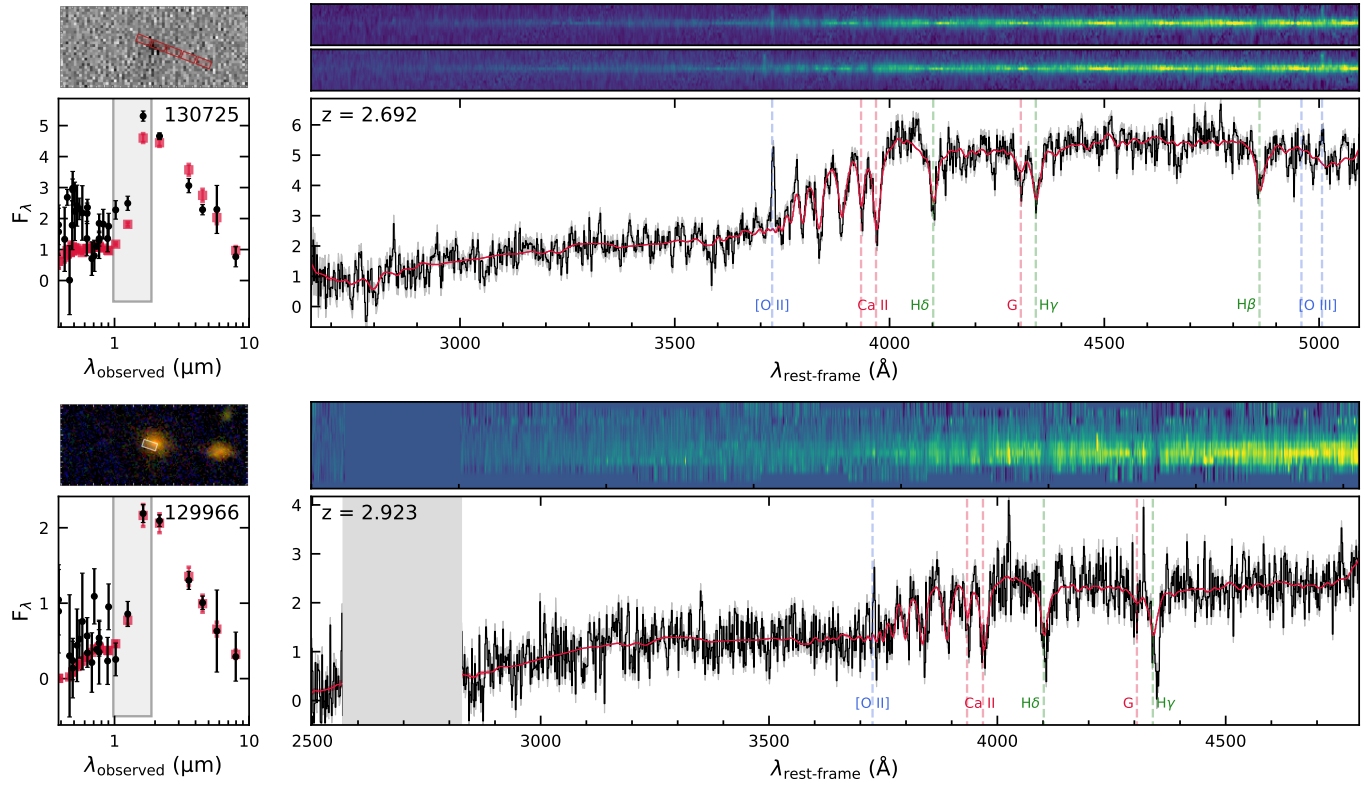 130725
5
4
3
2
1
0
F_λ
1
10
λ_observed (μm)
z = 2.692
6
5
4
3
2
1
0
[O II]
Ca II
Hδ
G
Hγ
Hβ
[O III]
3000
3500
4000
4500
5000
λ_rest-frame (Å)
129966
2
1
0
F_λ
1
10
λ_observed (μm)
z = 2.923
4
3
2
1
0
[O II]
Ca II
Hδ
G
Hγ
2500
3000
3500
4000
4500
λ_rest-frame (Å)